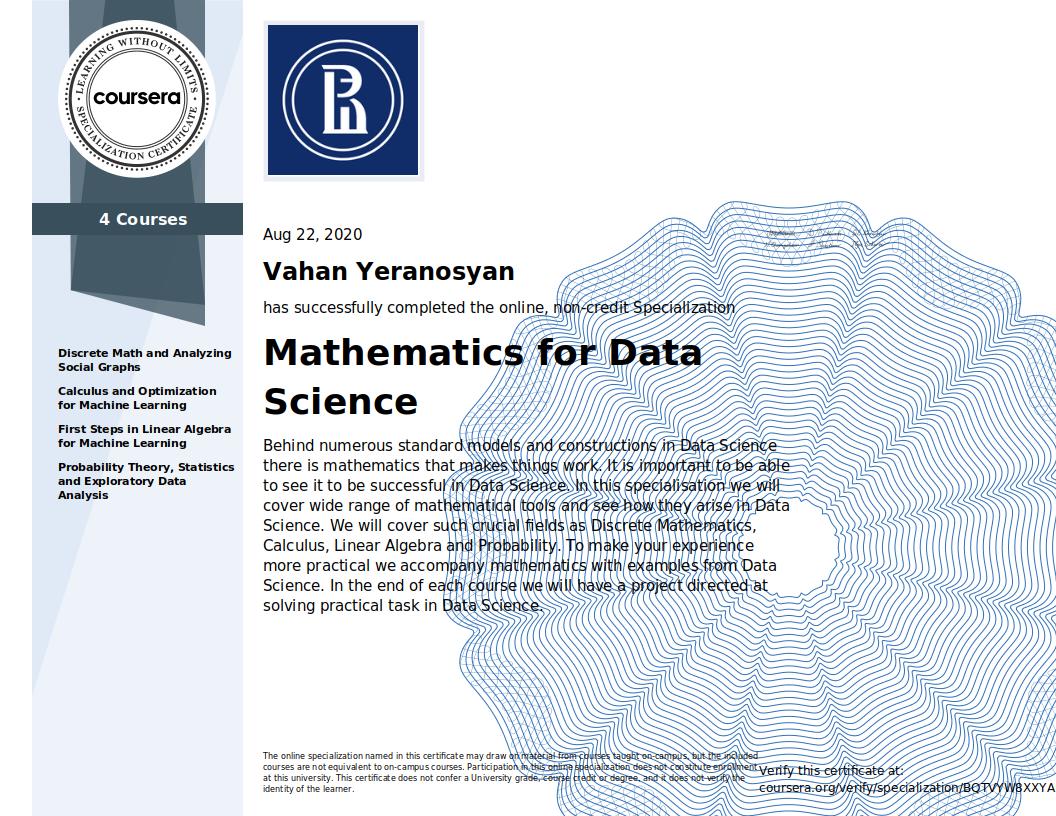 LEARNING WITHOUT LIMITS
coursera
SPECIALIZATION CERTIFICATE
4 Courses
Discrete Math and Analyzing
Social Graphs
Calculus and Optimization
for Machine Learning
First Steps in Linear Algebra
for Machine Learning
Probability Theory, Statistics
and Exploratory Data
Analysis
Aug 22, 2020
Vahan Yeranosyan
has successfully completed the online, non-credit Specialization
Mathematics for Data
Science
Behind numerous standard models and constructions in Data Science
there is mathematics that makes things work. It is important to be able
to see it to be successful in Data Science. In this specialisation we will
cover wide range of mathematical tools and see how they arise in Data
Science. We will cover such crucial fields as Discrete Mathematics,
Calculus, Linear Algebra and Probability. To make your experience
more practical we accompany mathematics with examples from Data
Science. In the end of each course we will have a project directed at
solving practical task in Data Science.
The online specialization named in this certificate may draw on material from courses taught on-campus, but the included
courses are not equivalent to on-campus courses. Participation in this online specialization does not constitute enrollment
at this university. This certificate does not confer a University grade, course credit or degree, and it does not verify the
identity of the learner.
Verify this certificate at:
coursera.org/verify/specialization/BQTVYW8XXYA